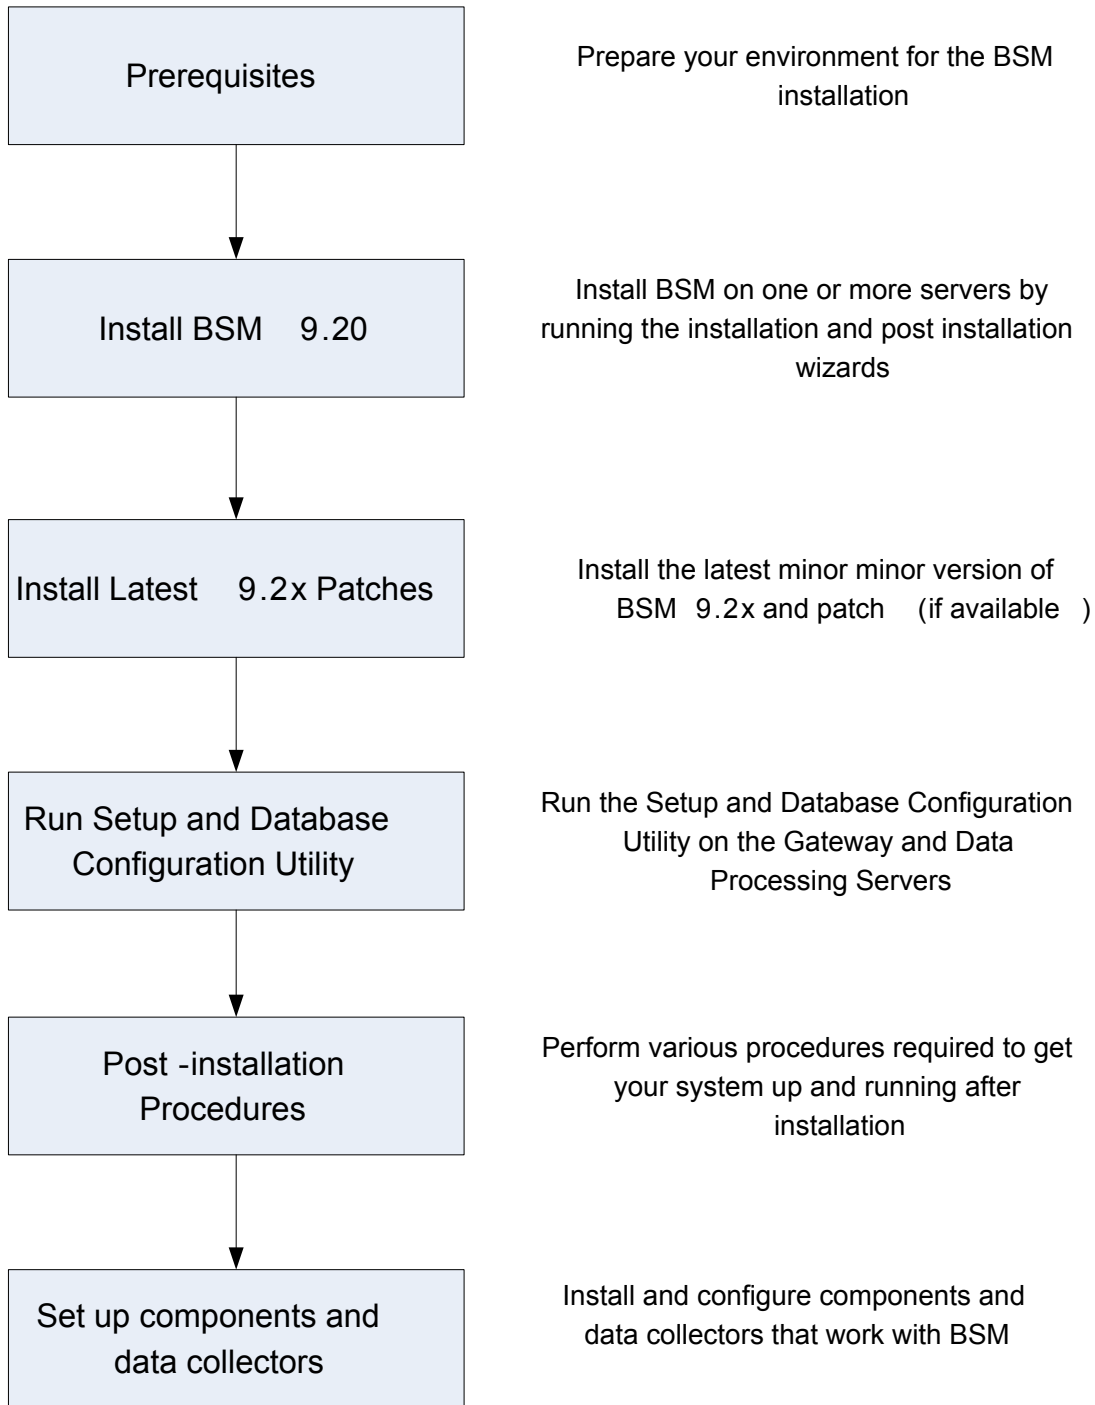 Prerequisites
Prepare your environment for the BSM
installation
Install BSM 9.20
Install BSM on one or more servers by
running the installation and post installation
wizards
Install Latest 9.2x Patches
Install the latest minor minor version of
BSM 9.2x and patch (if available )
Run Setup and Database
Configuration Utility
Run the Setup and Database Configuration
Utility on the Gateway and Data
Processing Servers
Post -installation
Procedures
Perform various procedures required to get
your system up and running after
installation
Set up components and
data collectors
Install and configure components and
data collectors that work with BSM